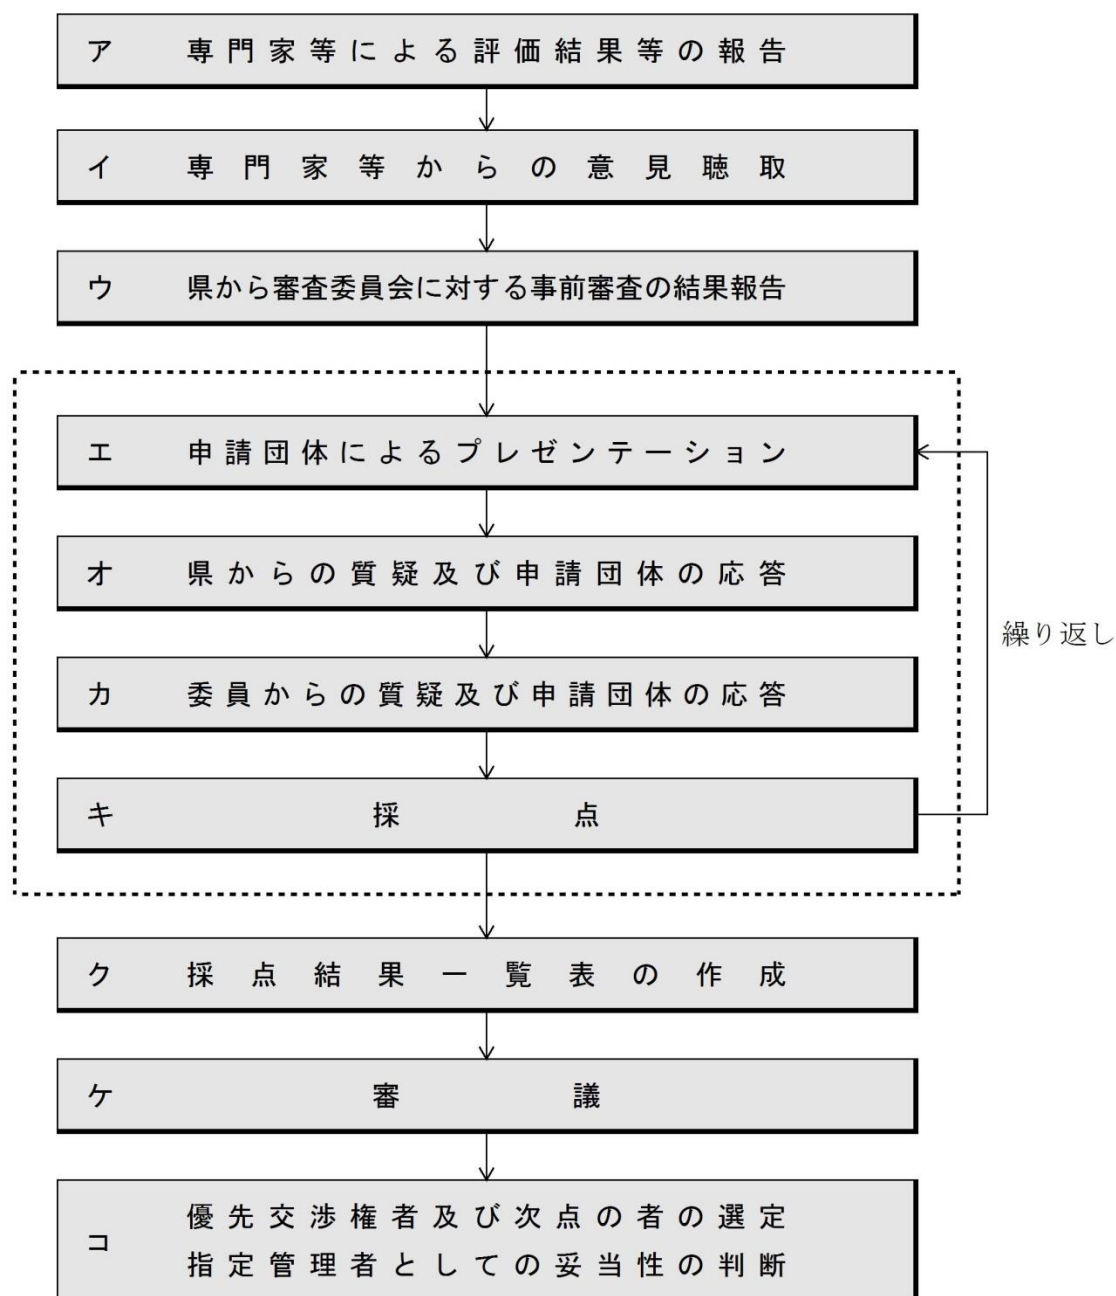 ア 専門家等による評価結果等の報告
イ 専門家等からの意見聴取
ウ 県から審査委員会に対する事前審査の結果報告
エ 申請団体によるプレゼンテーション
オ 県からの質疑及び申請団体の応答
繰り返し
カ 委員からの質疑及び申請団体の応答
キ 採点
ク 採点結果一覧表の作成
ケ 審議
コ 優先交渉権者及び次点の者の選定
指定管理者としての妥当性の判断